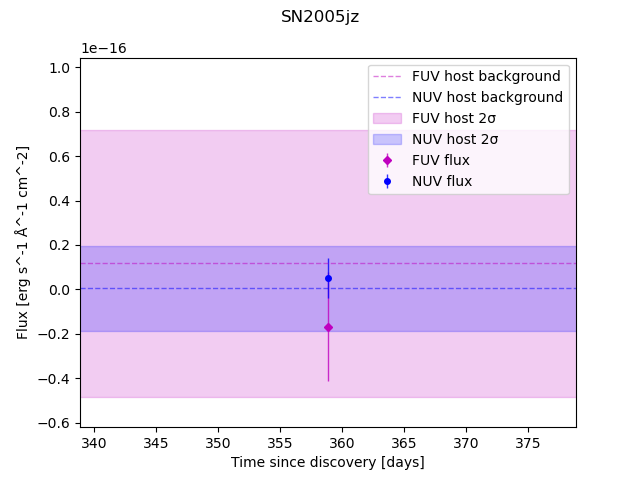 SN2005jz
1e−16
1.0
0.8
0.6
0.4
0.2
0.0
−0.2
−0.4
−0.6
Flux [erg s^-1 Å^-1 cm^-2]
FUV host background
NUV host background
FUV host 2σ
NUV host 2σ
FUV flux
NUV flux
340 345 350 355 360 365 370 375
Time since discovery [days]